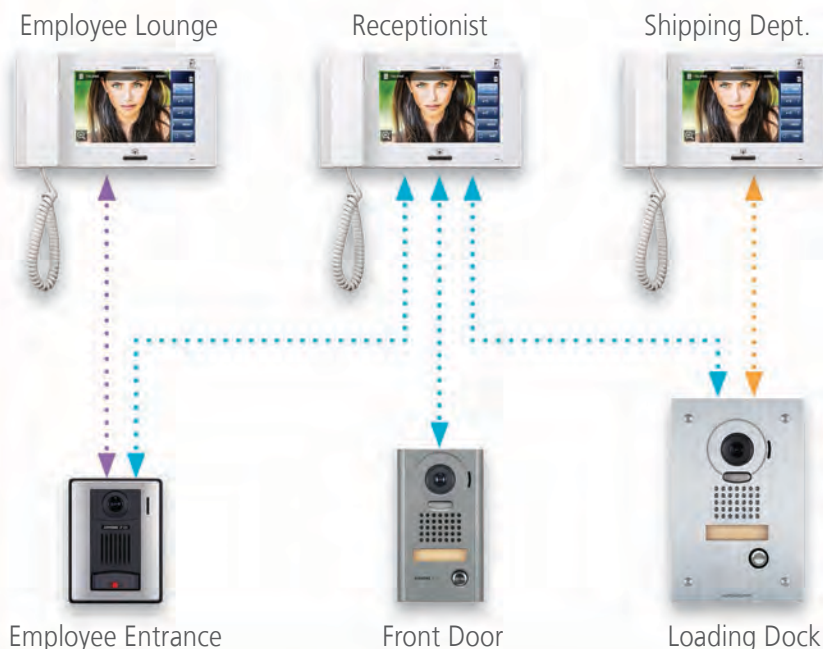 Employee Lounge
Receptionist
Shipping Dept.
Employee Entrance
Front Door
Loading Dock